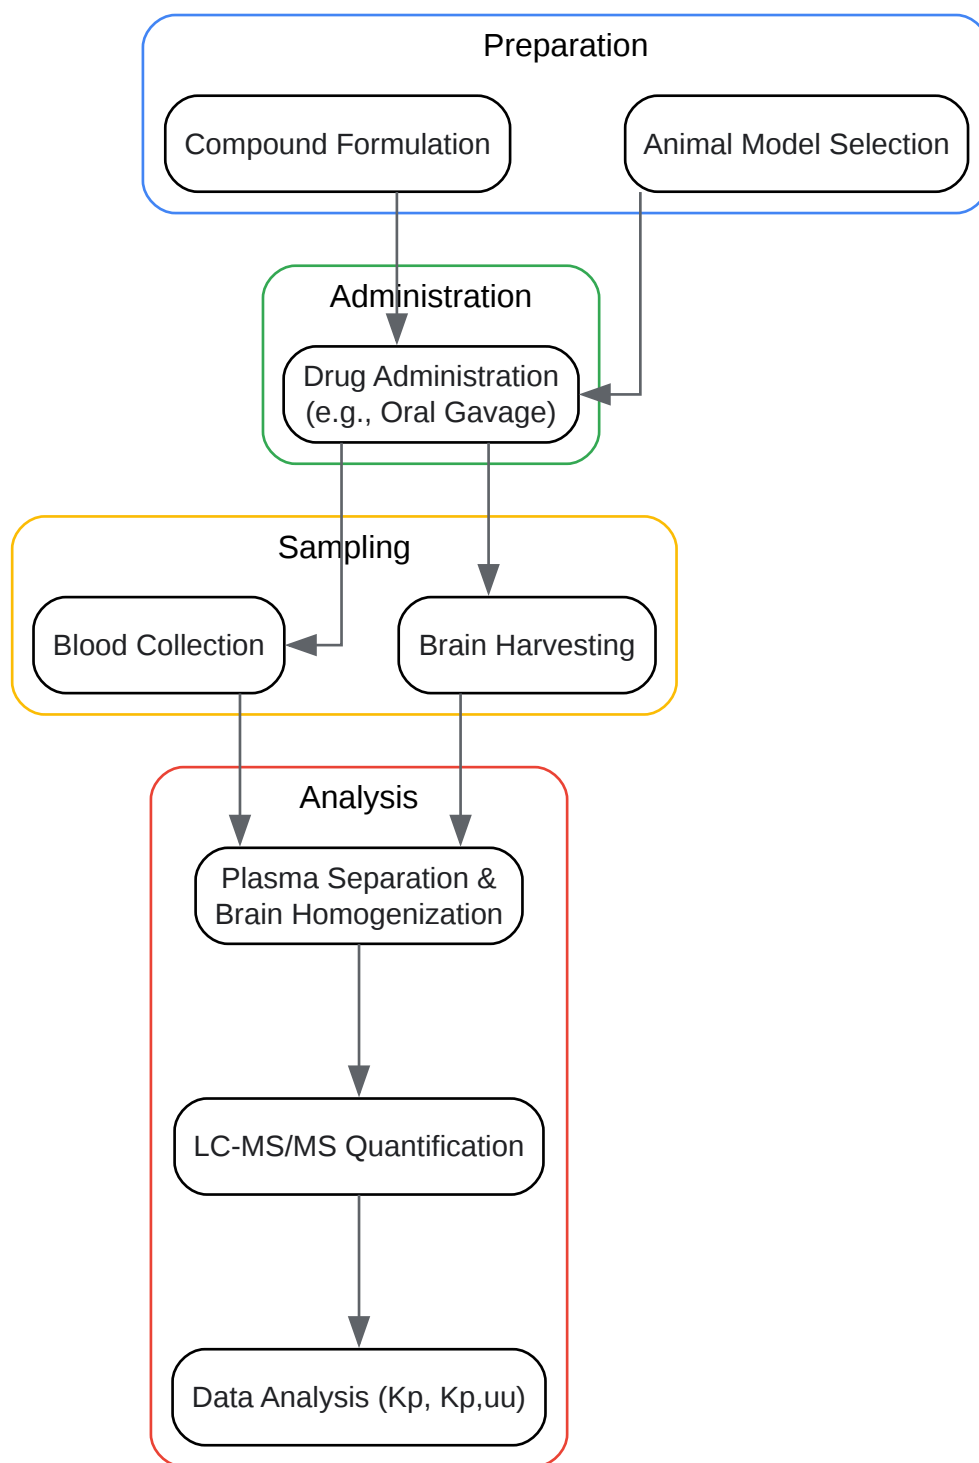 Preparation
Compound Formulation
Animal Model Selection
Administration
Drug Administration
(e.g., Oral Gavage)
Sampling
Blood Collection
Brain Harvesting
Analysis
Plasma Separation &
Brain Homogenization
LC-MS/MS Quantification
Data Analysis (Kp, Kp,uu)